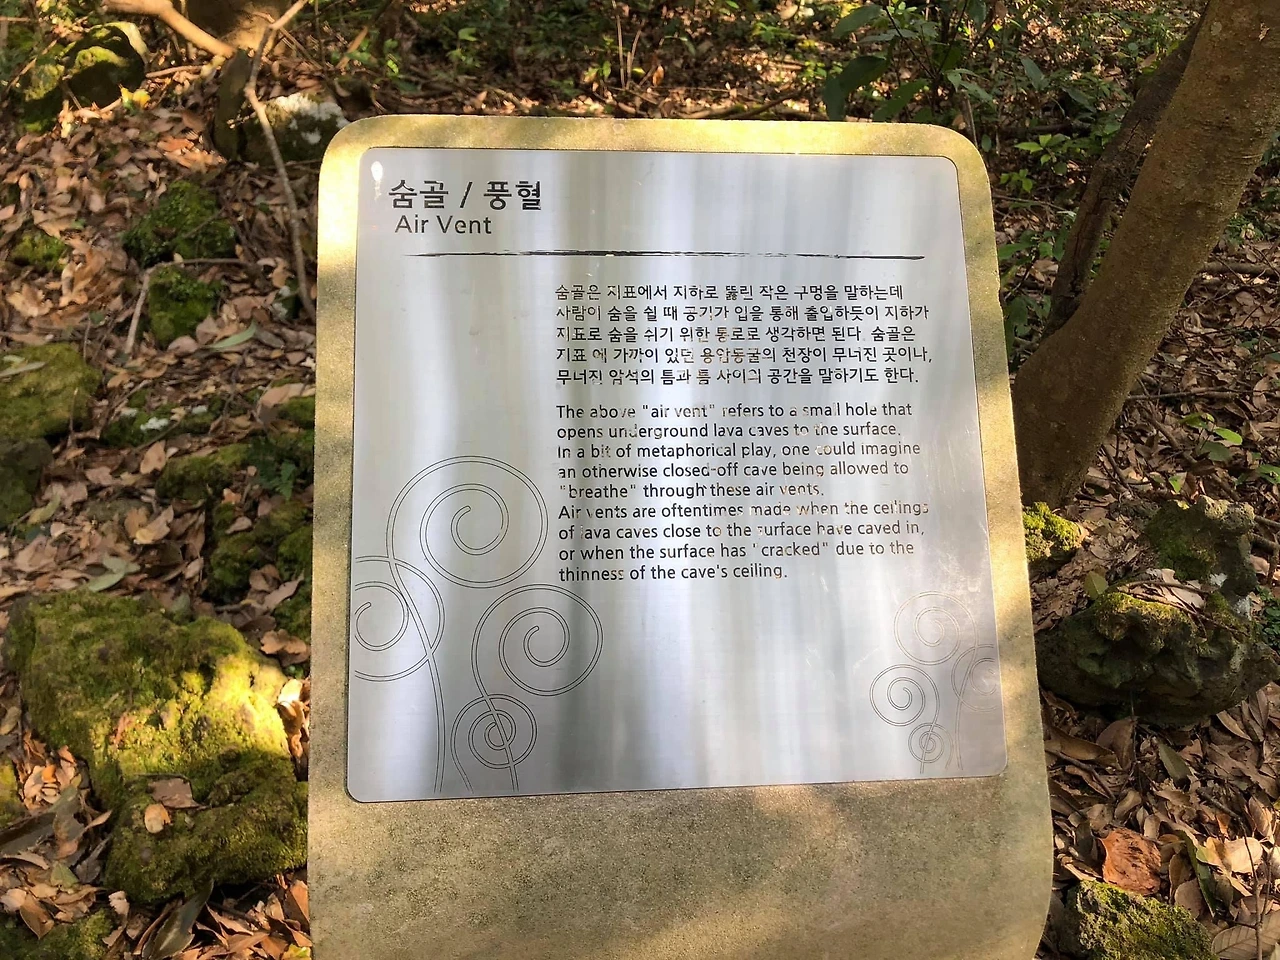 숨골 / 풍혈
Air Vent
숨골은 지표에서 지하로 뚫린 작은 구멍을 말하는데
사람이 숨을 쉴 때 공기가 입을 통해 출입하듯이 지하가
지표로 숨을 쉬기 위한 통로로 생각하면 된다. 숨골은
지표 에 가까이 있던 용암동굴의 천장이 무너진 곳이나,
무너진 암석의 틈과 틈 사이의 공간을 말하기도 한다.
The above "air vent" refers to a small hole that
opens underground lava caves to the surface.
In a bit of metaphorical play, one could imagine
an otherwise closed-off cave being allowed to
"breathe" through these air vents.
Air vents are oftentimes made when the ceilings
of lava caves close to the surface have caved in,
or when the surface has "cracked" due to the
thinness of the cave's ceiling.